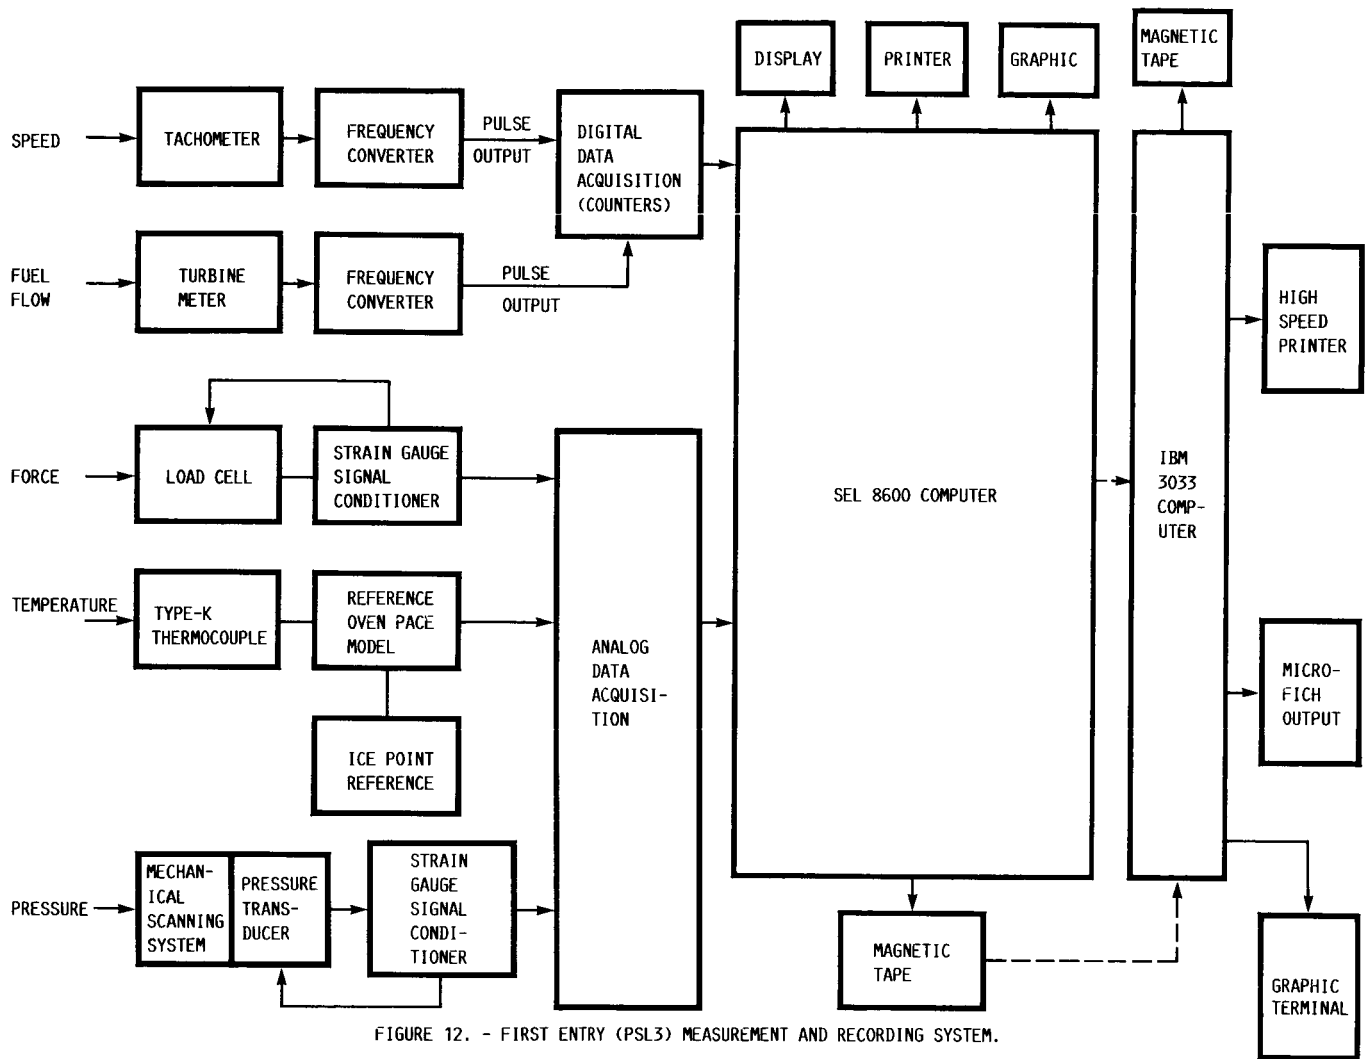 DISPLAY
PRINTER
GRAPHIC
MAGNETIC
TAPE
SPEED
TACHOMETER
FREQUENCY
CONVERTER
PULSE
OUTPUT
DIGITAL
DATA
ACQUISITION
(COUNTERS)
FUEL
FLOW
TURBINE
METER
FREQUENCY
CONVERTER
PULSE
OUTPUT
HIGH
SPEED
PRINTER
FORCE
LOAD CELL
STRAIN GAUGE
SIGNAL
CONDITIONER
SEL 8600 COMPUTER
IBM
3033
COMP-
UTER
TEMPERATURE
TYPE-K
THERMOCOUPLE
REFERENCE
OVEN PACE
MODEL
ANALOG
DATA
ACQUISI-
TION
MICRO-
FICH
OUTPUT
ICE POINT
REFERENCE
PRESSURE
MECHAN-
ICAL
SCANNING
SYSTEM
PRESSURE
TRANS-
DUCER
STRAIN
GAUGE
SIGNAL
CONDI-
TIONER
MAGNETIC
TAPE
GRAPHIC
TERMINAL
FIGURE 12. - FIRST ENTRY (PSL3) MEASUREMENT AND RECORDING SYSTEM.